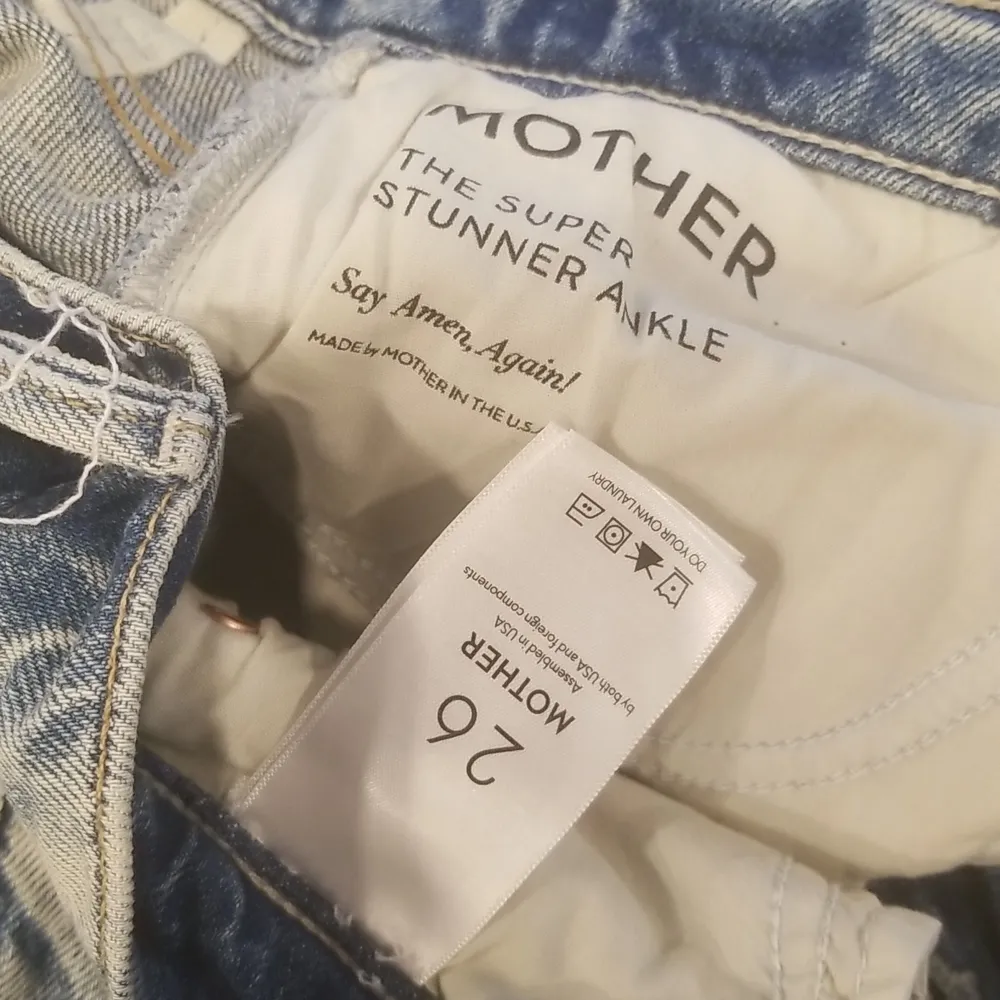 MOTHER
THE SUPER
STUNNER ANKLE
Say Amen, Again!
MADE by MOTHER IN THE U.S.A
26
MOTHER
Assembled in USA
by both USA and foreign components
DO YOUR OWN LAUNDRY